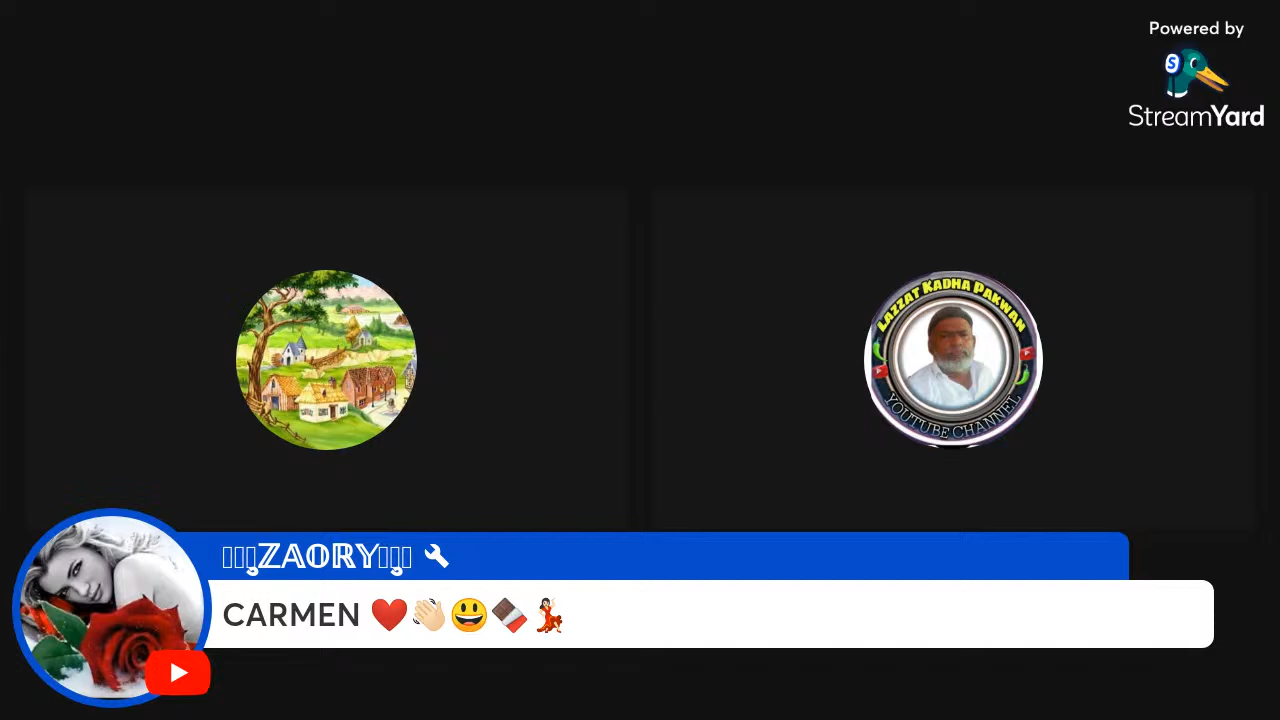 Powered by
S
StreamYard
LAZZAT KADHA PAKWAN
YOUTUBE CHANNEL
ℤAORY
CARMEN ❤️👋🏻😃🍫💃🏻